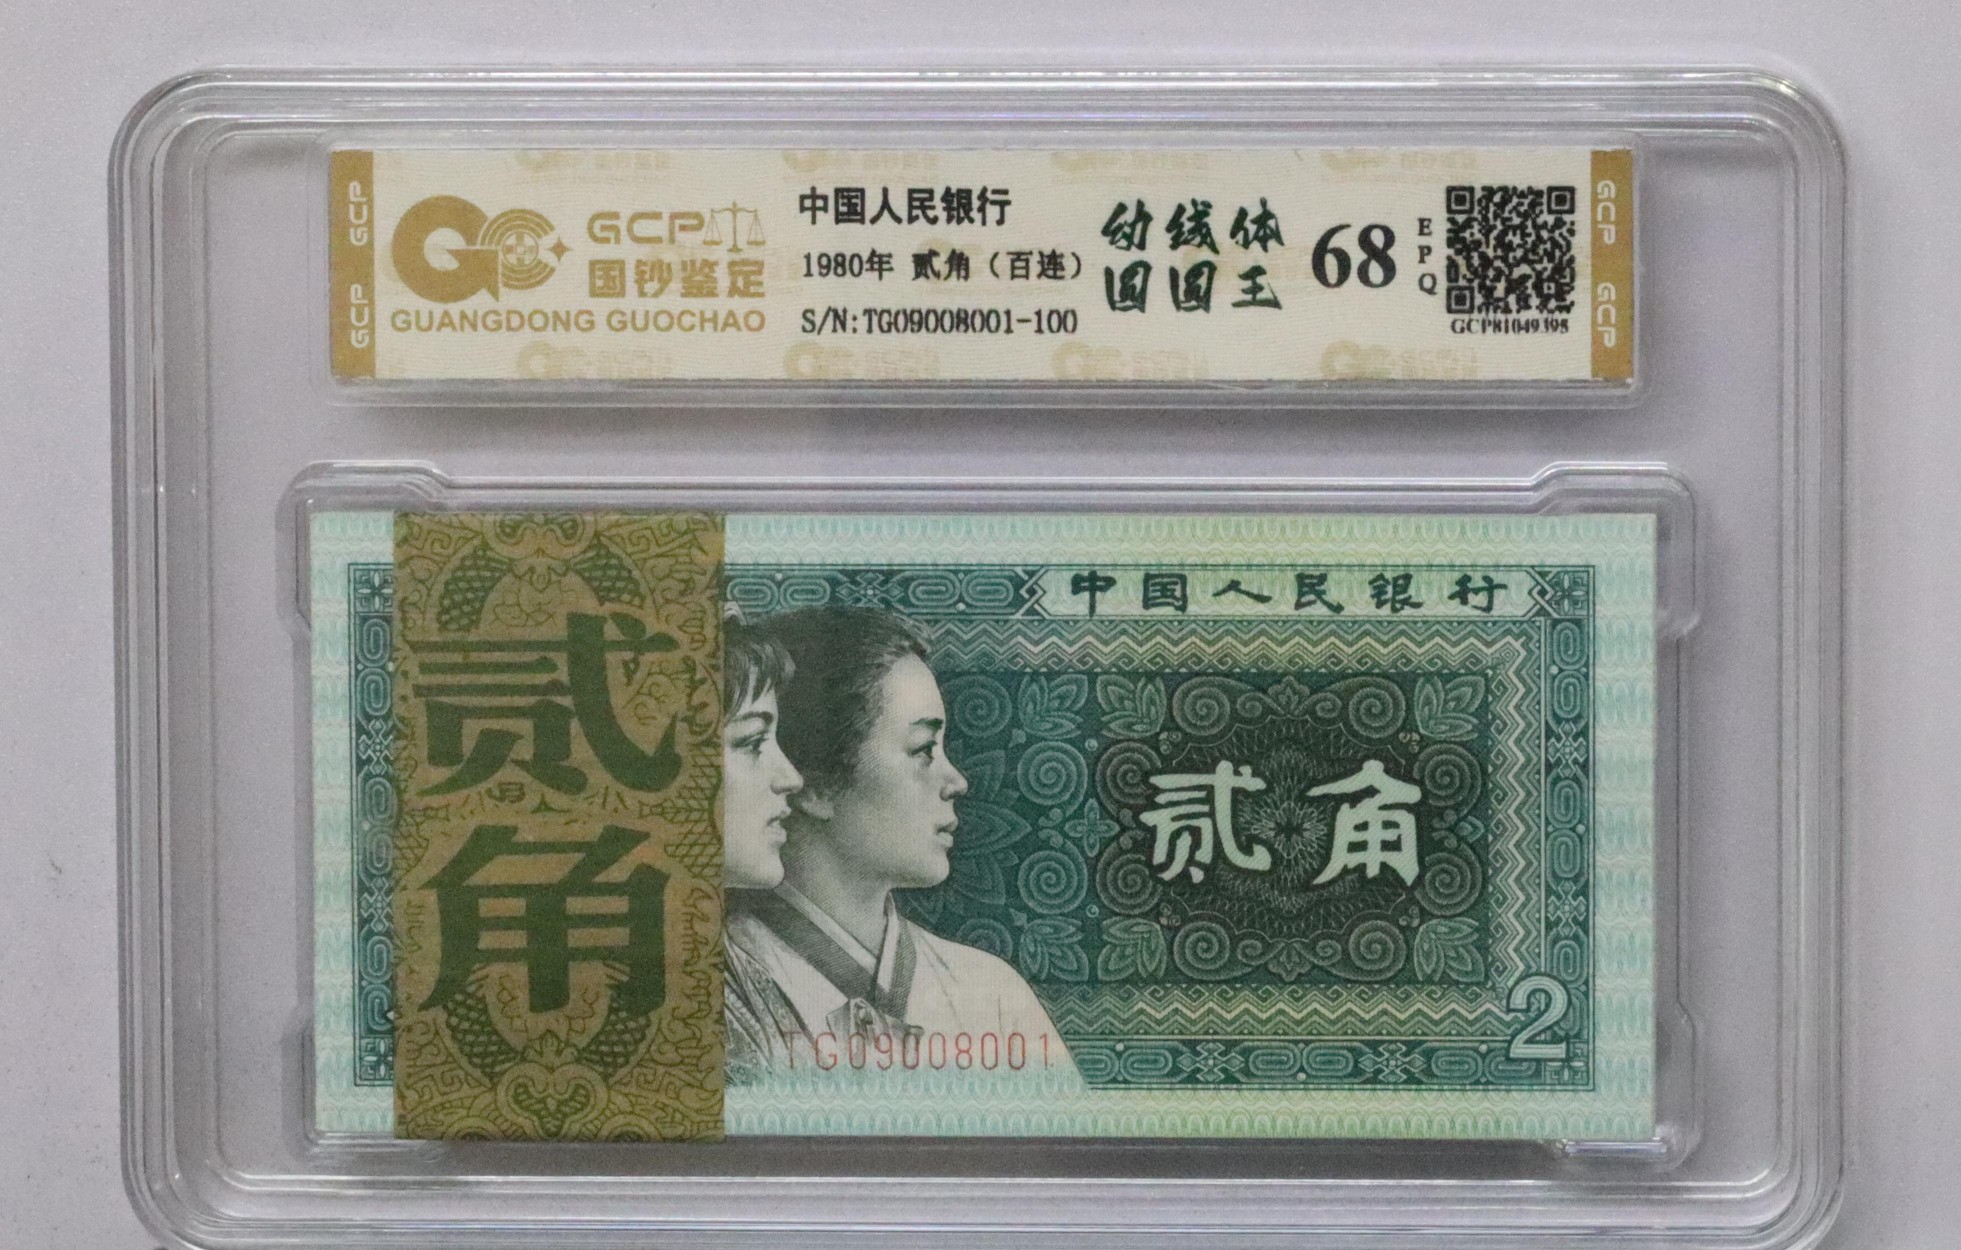 GCP GCP
GCP
国钞鉴定
GUANGDONG GUOCHAO
中国人民银行
1980年 贰角（百连）
S/N:TG09008001-100
幼线体
圆圆王
68
EPQ
GCP81049398
GCP GCP
贰角
中国人民银行
贰角
TG09008001
2